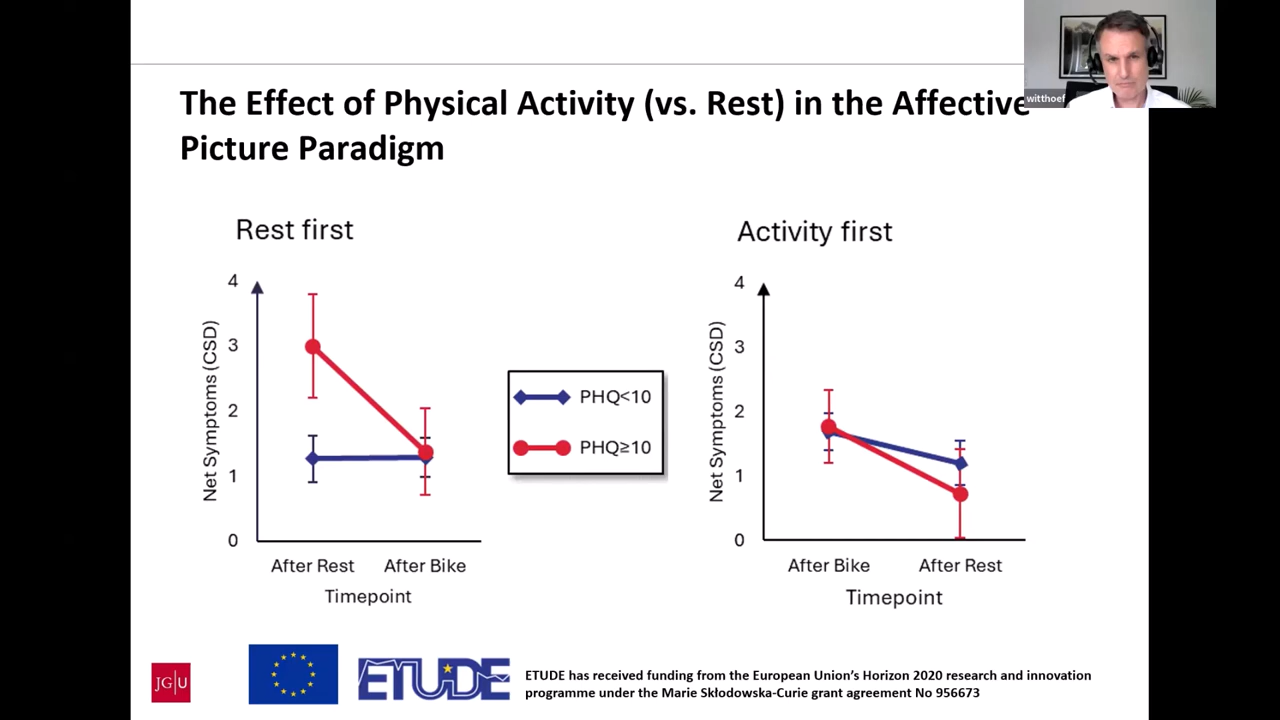 witthoef
The Effect of Physical Activity (vs. Rest) in the Affective
Picture Paradigm
Rest first
4
3
2
1
0
Net Symptoms (CSD)
After Rest
After Bike
Timepoint
PHQ<10
PHQ≥10
Activity first
4
3
2
1
0
Net Symptoms (CSD)
After Bike
After Rest
Timepoint
JG|U
ETUDE
ETUDE has received funding from the European Union's Horizon 2020 research and innovation
programme under the Marie Skłodowska-Curie grant agreement No 956673